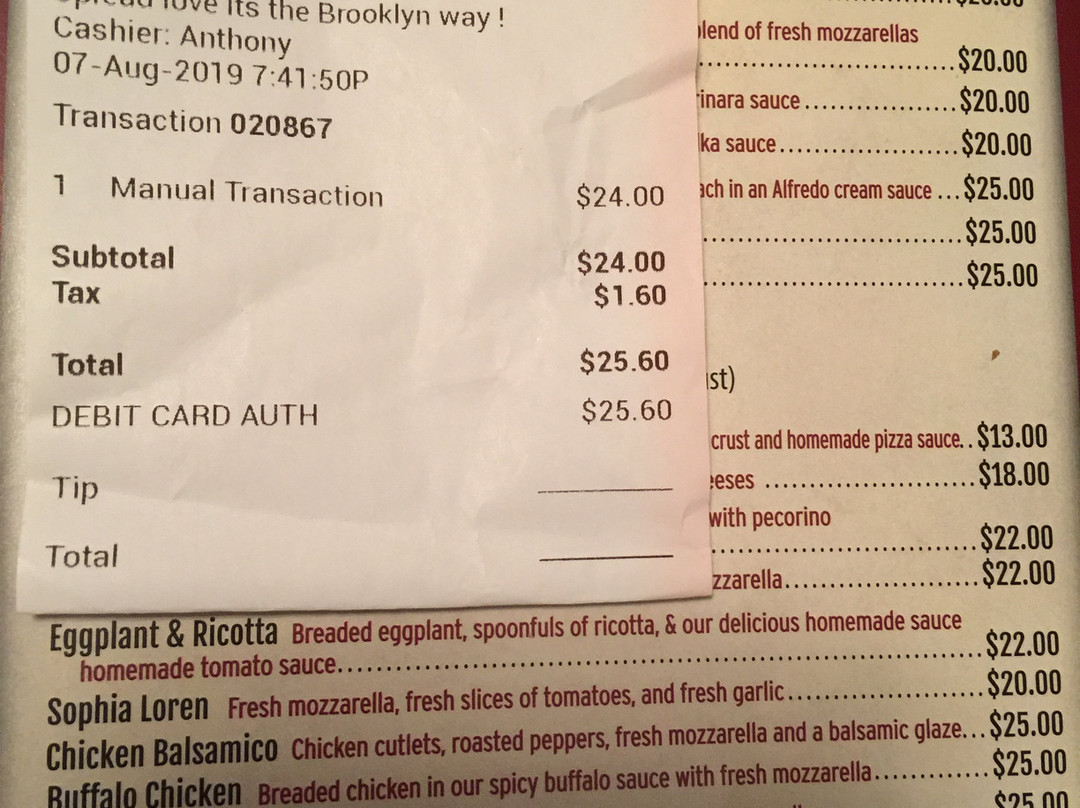 love its the Brooklyn way !
Cashier: Anthony
07-Aug-2019 7:41:50P
Transaction 020867
1 Manual Transaction $24.00
Subtotal $24.00
Tax $1.60
Total $25.60
DEBIT CARD AUTH $25.60
Tip
Total
blend of fresh mozzarellas
$20.00
inara sauce $20.00
ka sauce $20.00
ach in an Alfredo cream sauce ... $25.00
$25.00
$25.00
st)
crust and homemade pizza sauce.. $13.00
eses $18.00
with pecorino
$22.00
zzarella $22.00
Eggplant & Ricotta Breaded eggplant, spoonfuls of ricotta, & our delicious homemade sauce
homemade tomato sauce $22.00
Sophia Loren Fresh mozzarella, fresh slices of tomatoes, and fresh garlic $20.00
Chicken Balsamico Chicken cutlets, roasted peppers, fresh mozzarella and a balsamic glaze... $25.00
Buffalo Chicken Breaded chicken in our spicy buffalo sauce with fresh mozzarella $25.00
$25.00